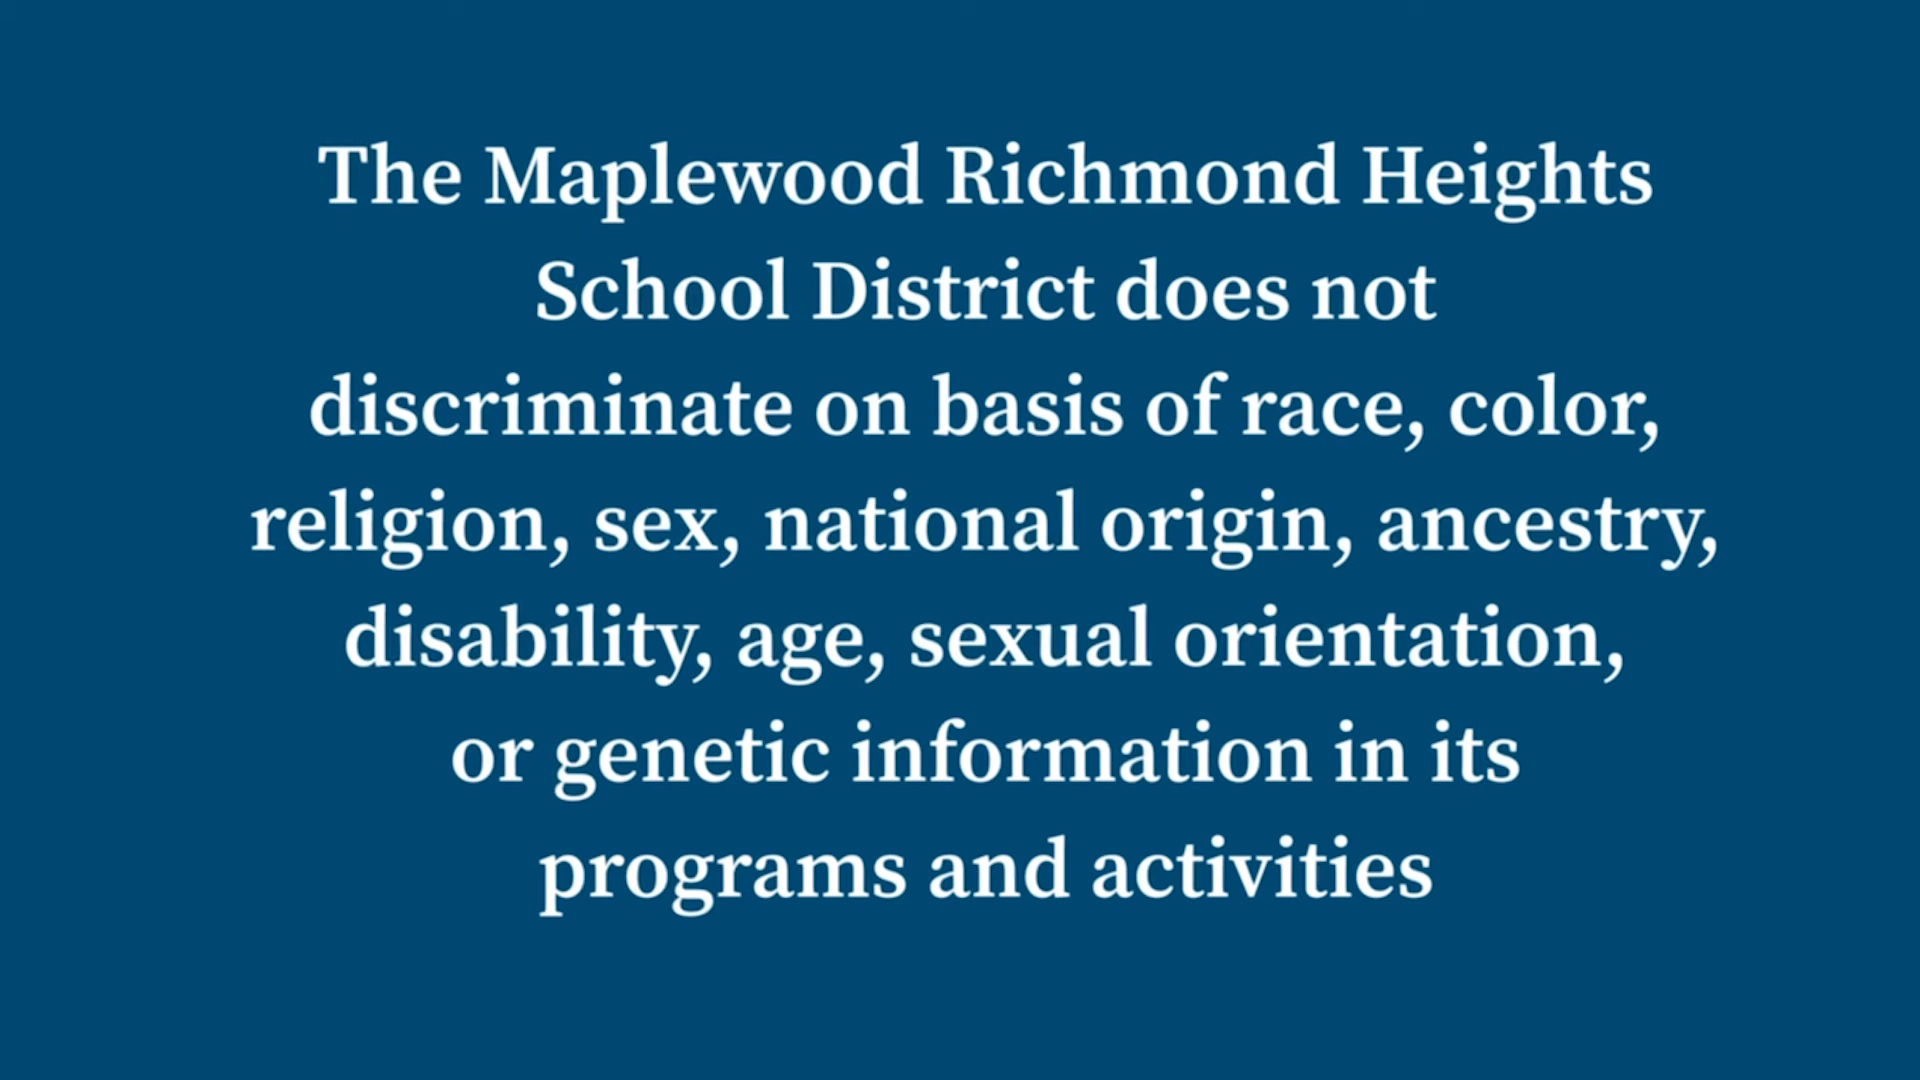 The Maplewood Richmond Heights
School District does not
discriminate on basis of race, color,
religion, sex, national origin, ancestry,
disability, age, sexual orientation,
or genetic information in its
programs and activities